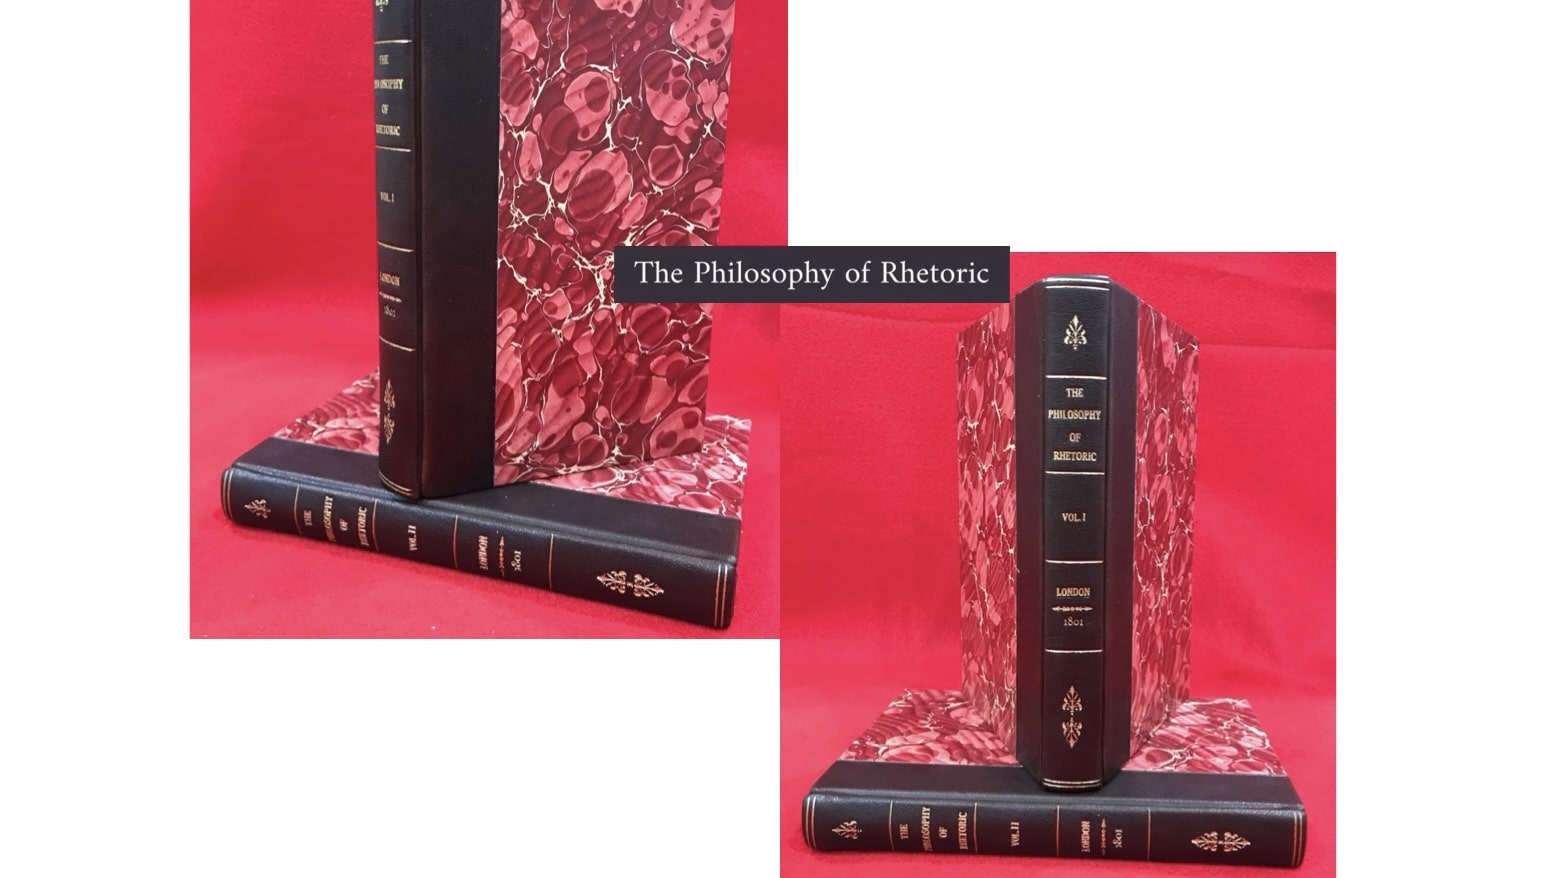 THE
PHILOSOPHY
OF
RHETORIC
VOL. I
LONDON
1801
THE
PHILOSOPHY
OF
RHETORIC
VOL. II
LONDON
1801
The Philosophy of Rhetoric
THE
PHILOSOPHY
OF
RHETORIC
VOL. I
LONDON
1801
THE
PHILOSOPHY
OF
RHETORIC
VOL. II
LONDON
1801